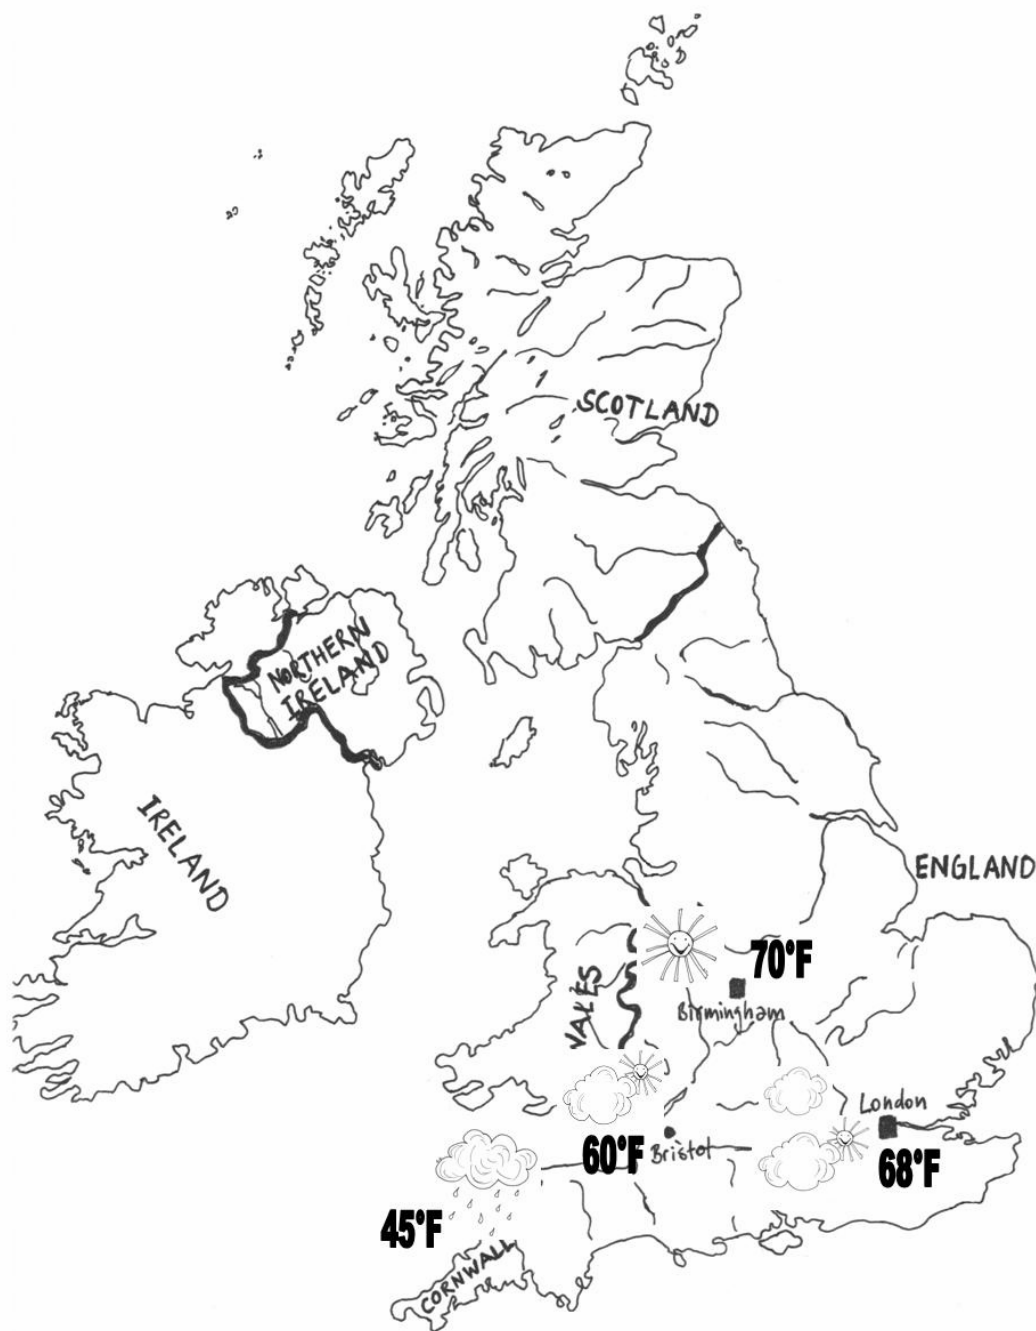 SCOTLAND
NORTHERN
IRELAND
IRELAND
ENGLAND
70°F
WALES
Birmingham
London
60°F
Bristol
68°F
45°F
CORNWALL